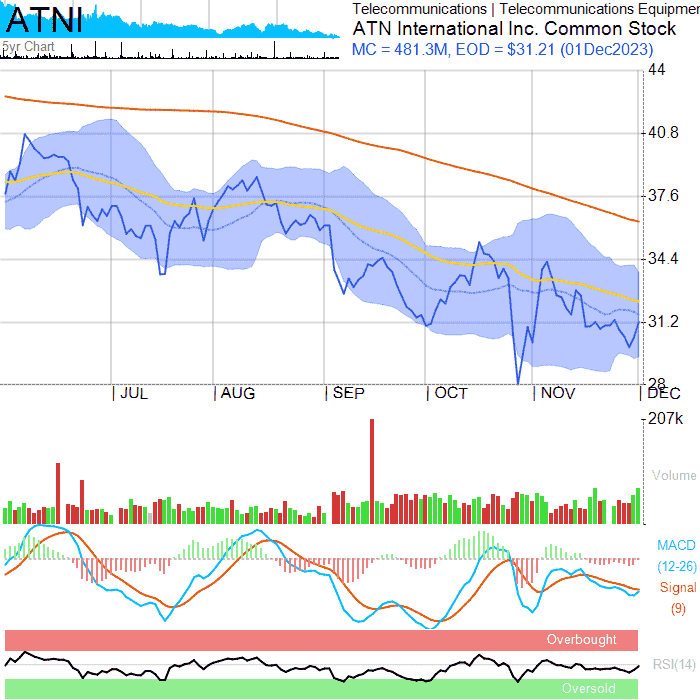 ATNI
5yr Chart
Telecommunications | Telecommunications Equipmen
ATN International Inc. Common Stock
MC = 481.3M, EOD = $31.21 (01Dec2023)
44
40.8
37.6
34.4
31.2
28
JUL AUG SEP OCT NOV DEC
207k
Volume
MACD
(12-26)
Signal
(9)
Overbought
RSI(14)
Oversold